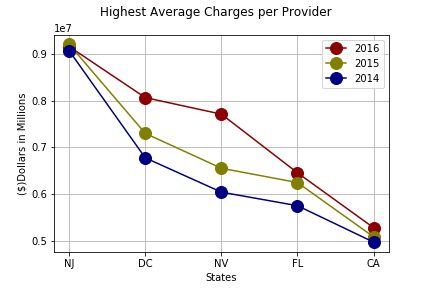 Highest Average Charges per Provider
1e7
0.9
0.8
0.7
0.6
0.5
($)Dollars in Millions
2016
2015
2014
NJ DC NV FL CA
States